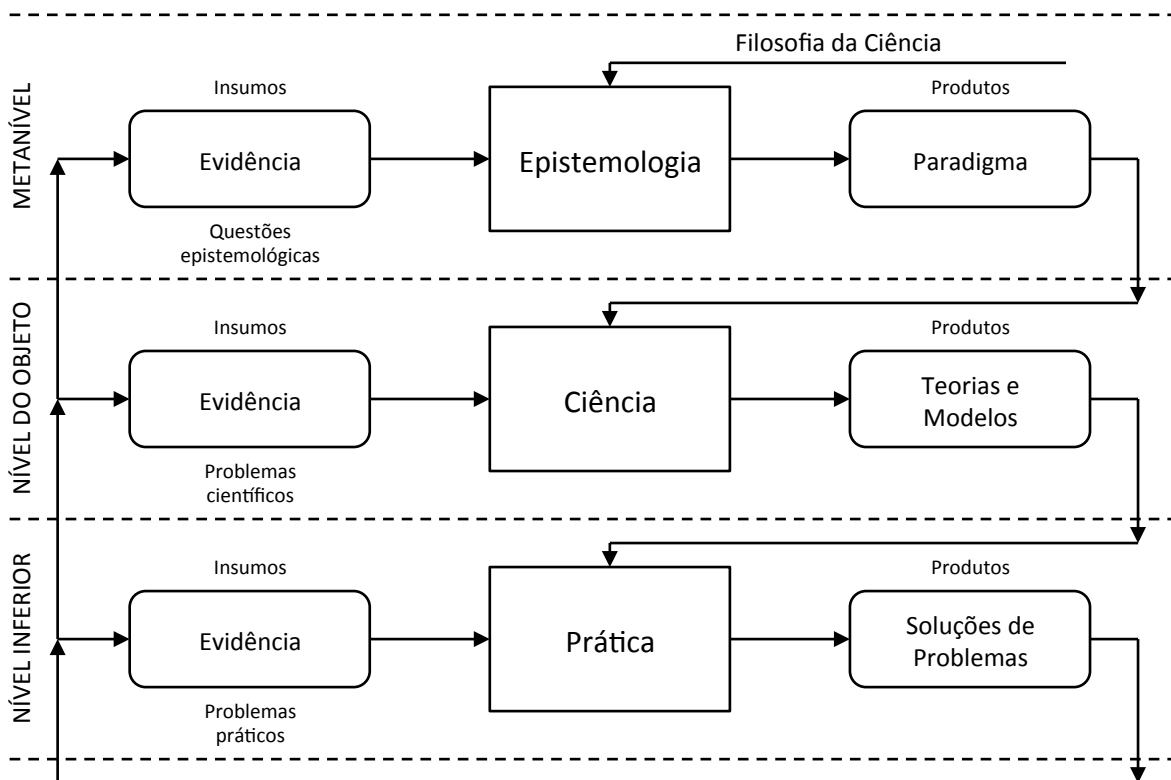 Filosofia da Ciência
METANÍVEL
Insumos
Evidência
Questões
epistemológicas
Epistemologia
Produtos
Paradigma
NÍVEL DO OBJETO
Insumos
Evidência
Problemas
científicos
Ciência
Produtos
Teorias e
Modelos
NÍVEL INFERIOR
Insumos
Evidência
Problemas
práticos
Prática
Produtos
Soluções de
Problemas